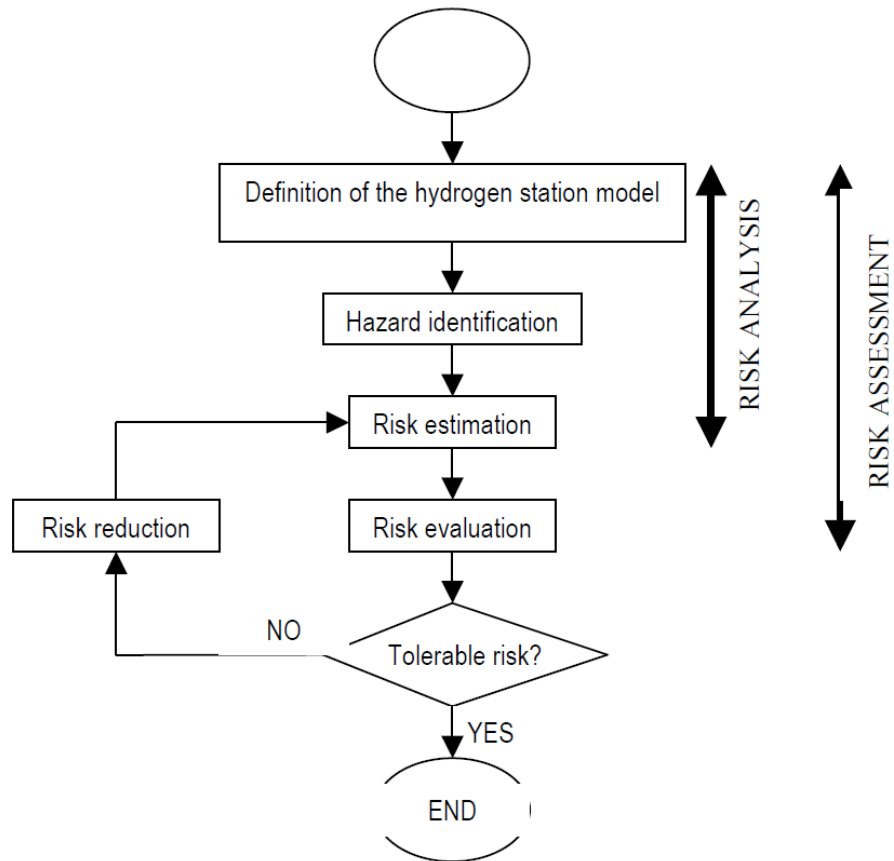 Definition of the hydrogen station model
Hazard identification
Risk estimation
Risk reduction
Risk evaluation
NO
Tolerable risk?
YES
END
RISK ANALYSIS
RISK ASSESSMENT